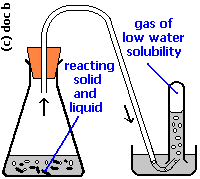 (c) doc b
reacting
solid
and
liquid
gas of
low water
solubility